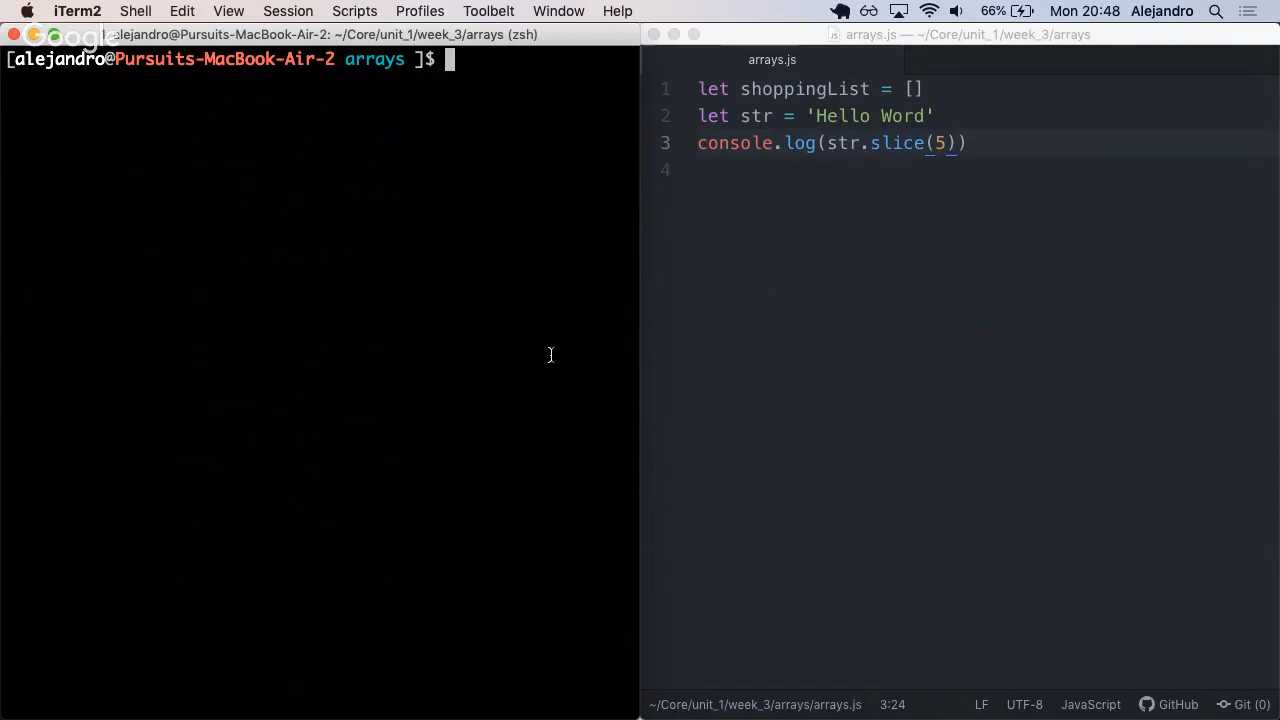 iTerm2 Shell Edit View Session Scripts Profiles Toolbelt Window Help 66% Mon 20:48 Alejandro
Google
alejandro@Pursuits-MacBook-Air-2: ~/Core/unit_1/week_3/arrays (zsh)
[alejandro@Pursuits-MacBook-Air-2 arrays ]$
arrays.js — ~/Core/unit_1/week_3/arrays
arrays.js
1 let shoppingList = []
2 let str = 'Hello Word'
3 console.log(str.slice(5))
4
~/Core/unit_1/week_3/arrays/arrays.js 3:24 LF UTF-8 JavaScript GitHub Git (0)